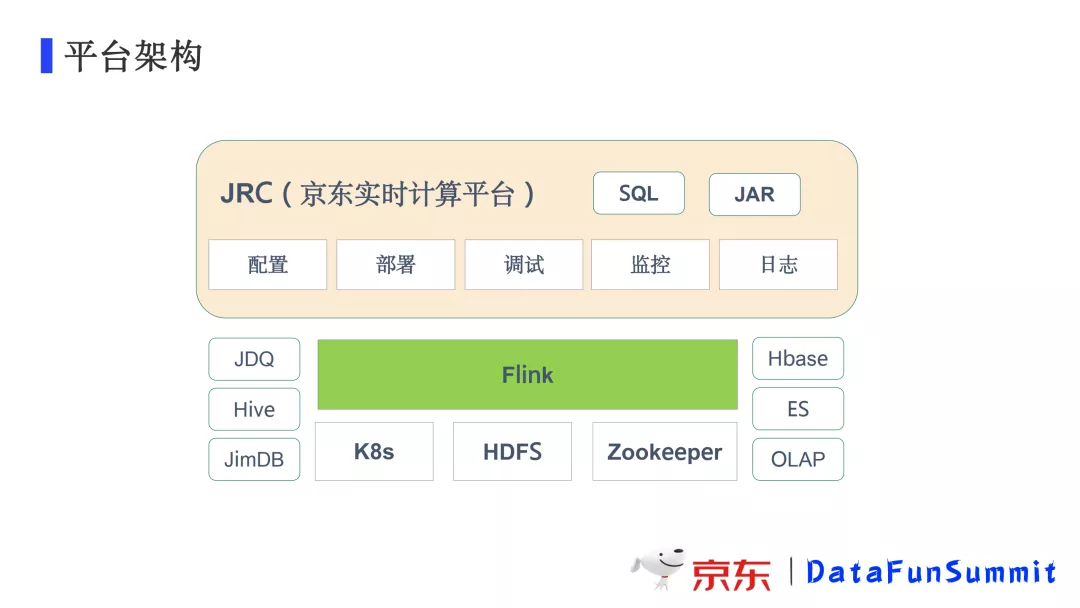 平台架构
JRC（京东实时计算平台）
SQL
JAR
配置
部署
调试
监控
日志
JDQ
Hive
JimDB
Flink
K8s
HDFS
Zookeeper
Hbase
ES
OLAP
京东 | DataFunSummit